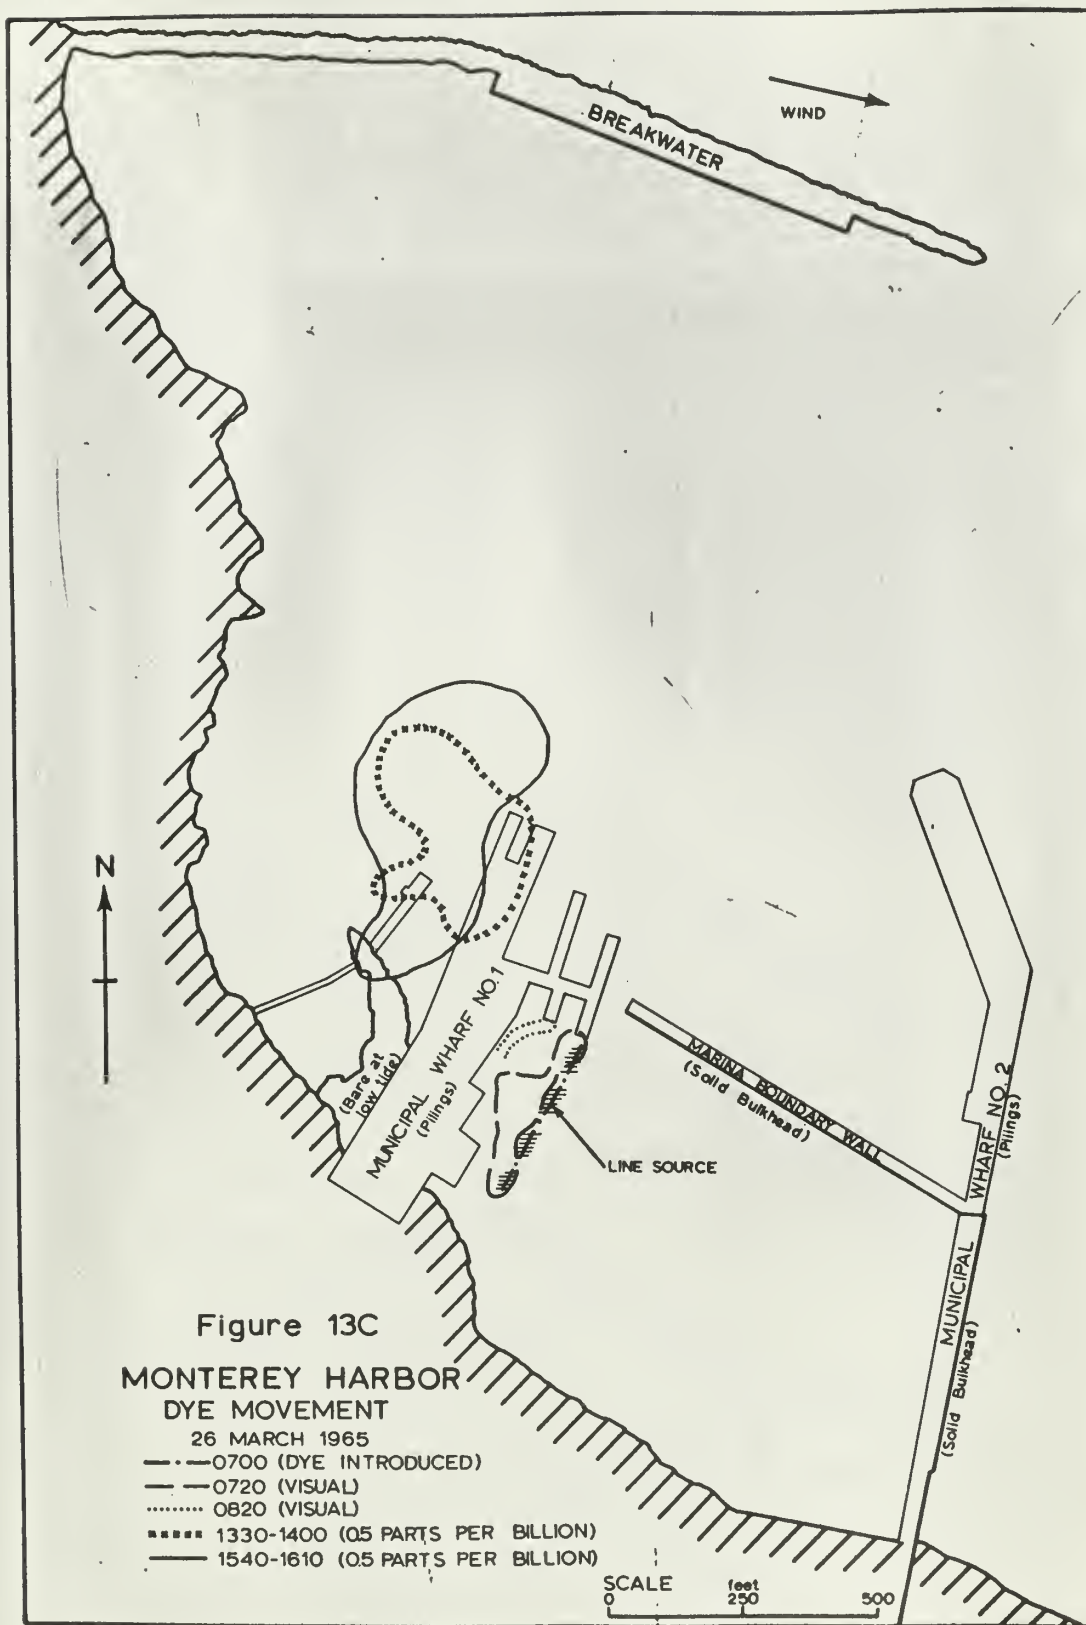 WIND
BREAKWATER
N
MUNICIPAL WHARF NO. 1
(Pilings)
(Bare at
low tide)
MARINA BOUNDARY WALL
(Solid Bulkhead)
LINE SOURCE
MUNICIPAL WHARF NO. 2
(Pilings)
(Solid Bulkhead)
Figure 13C
MONTEREY HARBOR
DYE MOVEMENT
26 MARCH 1965
0700 (DYE INTRODUCED)
0720 (VISUAL)
0820 (VISUAL)
1330-1400 (0.5 PARTS PER BILLION)
1540-1610 (0.5 PARTS PER BILLION)
SCALE feet
0 250 500